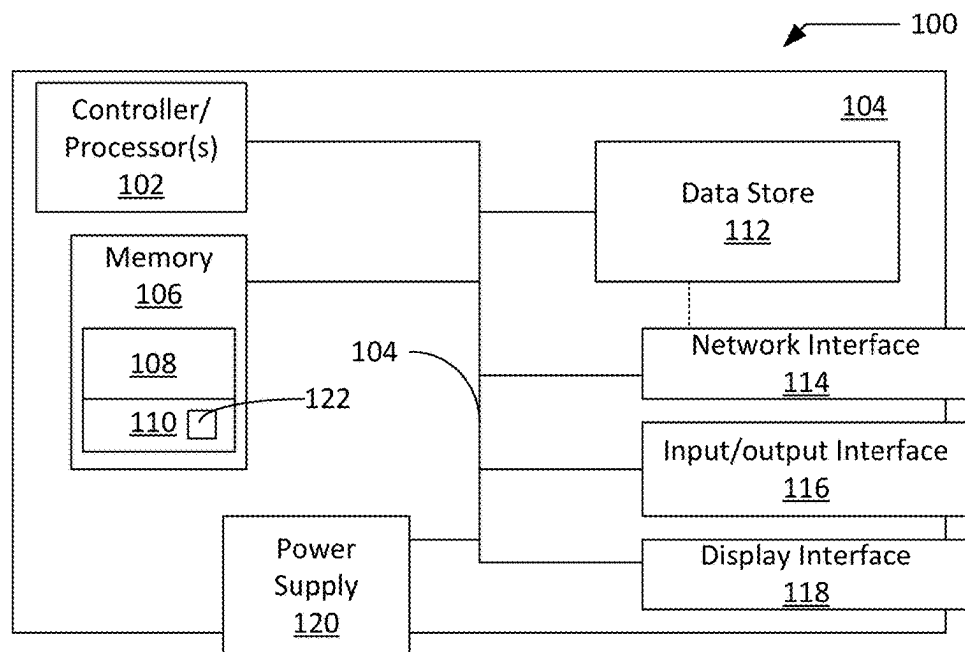 100
104
Controller/
Processor(s)
102
Data Store
112
Memory
106
108
110
122
104
Network Interface
114
Input/output Interface
116
Display Interface
118
Power
Supply
120